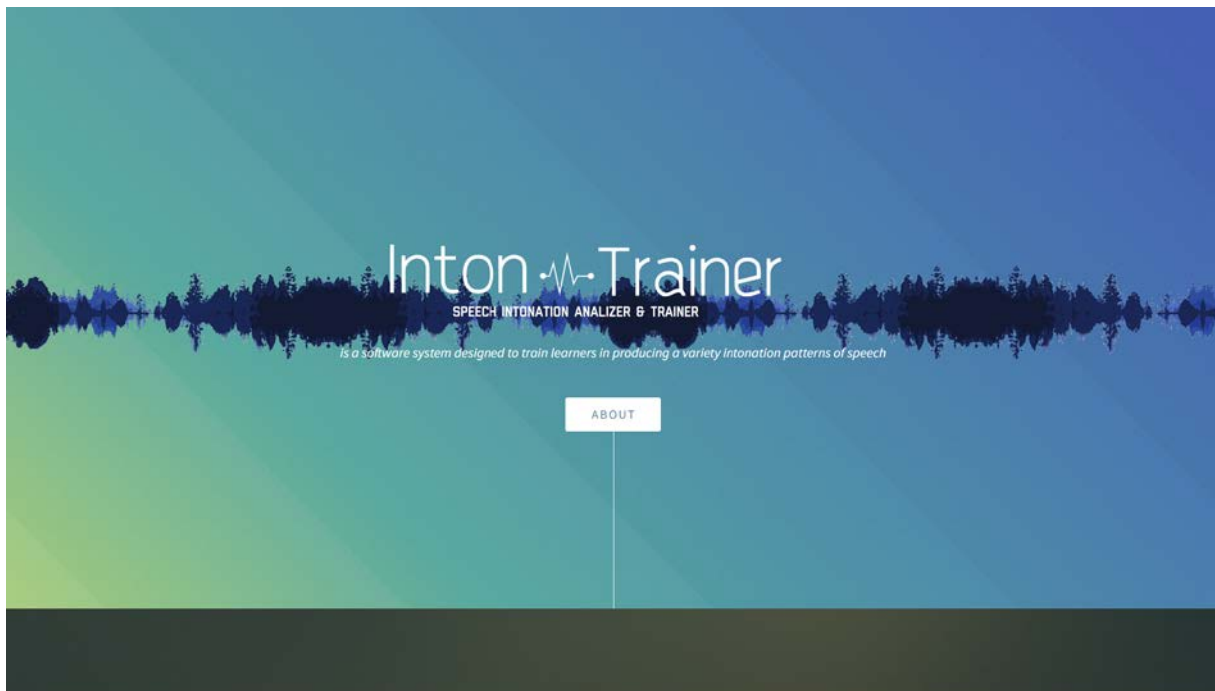 Inton Trainer
SPEECH INTONATION ANALIZER & TRAINER
is a software system designed to train learners in producing a variety intonation patterns of speech
ABOUT